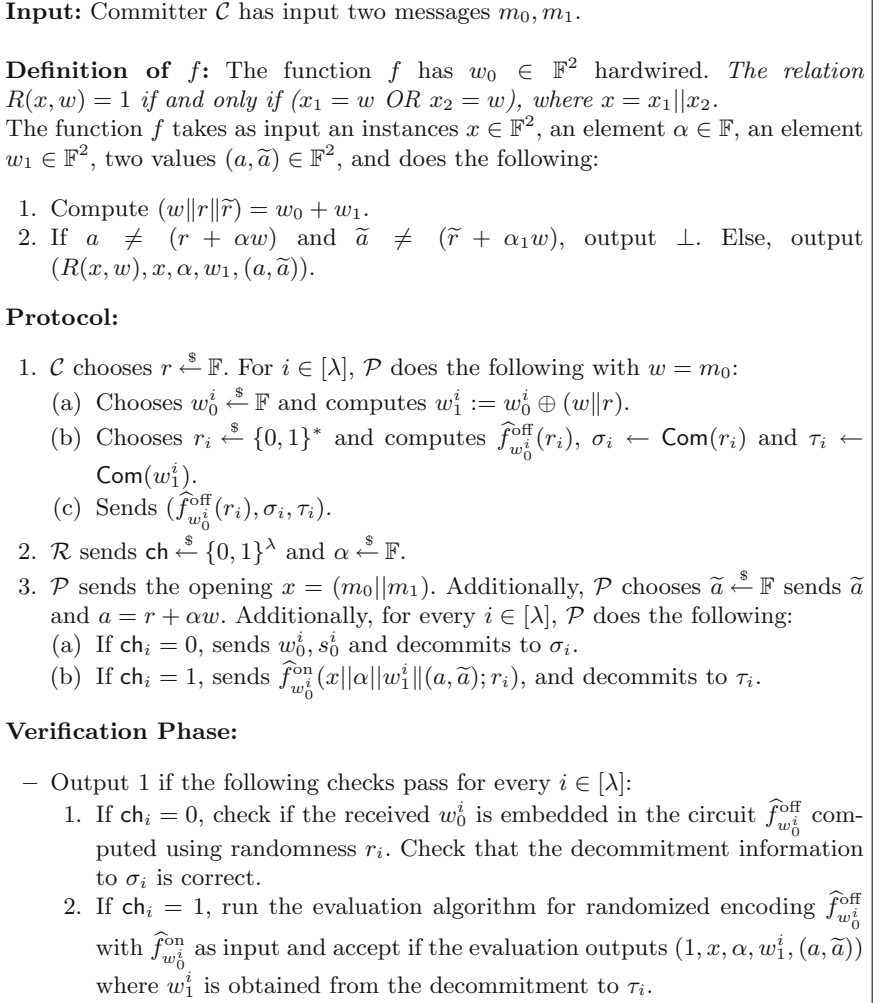 Input: Committer 𝒞 has input two messages m₀, m₁.
Definition of f: The function f has w₀ ∈ 𝔽² hardwired. The relation
R(x, w) = 1 if and only if (x₁ = w OR x₂ = w), where x = x₁||x₂.
The function f takes as input an instances x ∈ 𝔽², an element α ∈ 𝔽, an element
w₁ ∈ 𝔽², two values (a, ã) ∈ 𝔽², and does the following:
1. Compute (w‖r‖r̃) = w₀ + w₁.
2. If a ≠ (r + αw) and ã ≠ (r̃ + α₁w), output ⊥. Else, output
(R(x, w), x, α, w₁, (a, ã)).
Protocol:
1. 𝒞 chooses r ←$ 𝔽. For i ∈ [λ], 𝒫 does the following with w = m₀:
(a) Chooses w₀ⁱ ←$ 𝔽 and computes w₁ⁱ := w₀ⁱ ⊕ (w‖r).
(b) Chooses rᵢ ←$ {0, 1}* and computes f̂^off_{w₀ⁱ}(rᵢ), σᵢ ← Com(rᵢ) and τᵢ ←
Com(w₁ⁱ).
(c) Sends (f̂^off_{w₀ⁱ}(rᵢ), σᵢ, τᵢ).
2. ℛ sends ch ←$ {0, 1}^λ and α ←$ 𝔽.
3. 𝒫 sends the opening x = (m₀||m₁). Additionally, 𝒫 chooses ã ←$ 𝔽 sends ã
and a = r + αw. Additionally, for every i ∈ [λ], 𝒫 does the following:
(a) If chᵢ = 0, sends w₀ⁱ, s₀ⁱ and decommits to σᵢ.
(b) If chᵢ = 1, sends f̂^on_{w₀ⁱ}(x||α||w₁ⁱ‖(a, ã); rᵢ), and decommits to τᵢ.
Verification Phase:
– Output 1 if the following checks pass for every i ∈ [λ]:
1. If chᵢ = 0, check if the received w₀ⁱ is embedded in the circuit f̂^off_{w₀ⁱ} com-
puted using randomness rᵢ. Check that the decommitment information
to σᵢ is correct.
2. If chᵢ = 1, run the evaluation algorithm for randomized encoding f̂^off_{w₀ⁱ}
with f̂^on_{w₀ⁱ} as input and accept if the evaluation outputs (1, x, α, w₁ⁱ, (a, ã))
where w₁ⁱ is obtained from the decommitment to τᵢ.